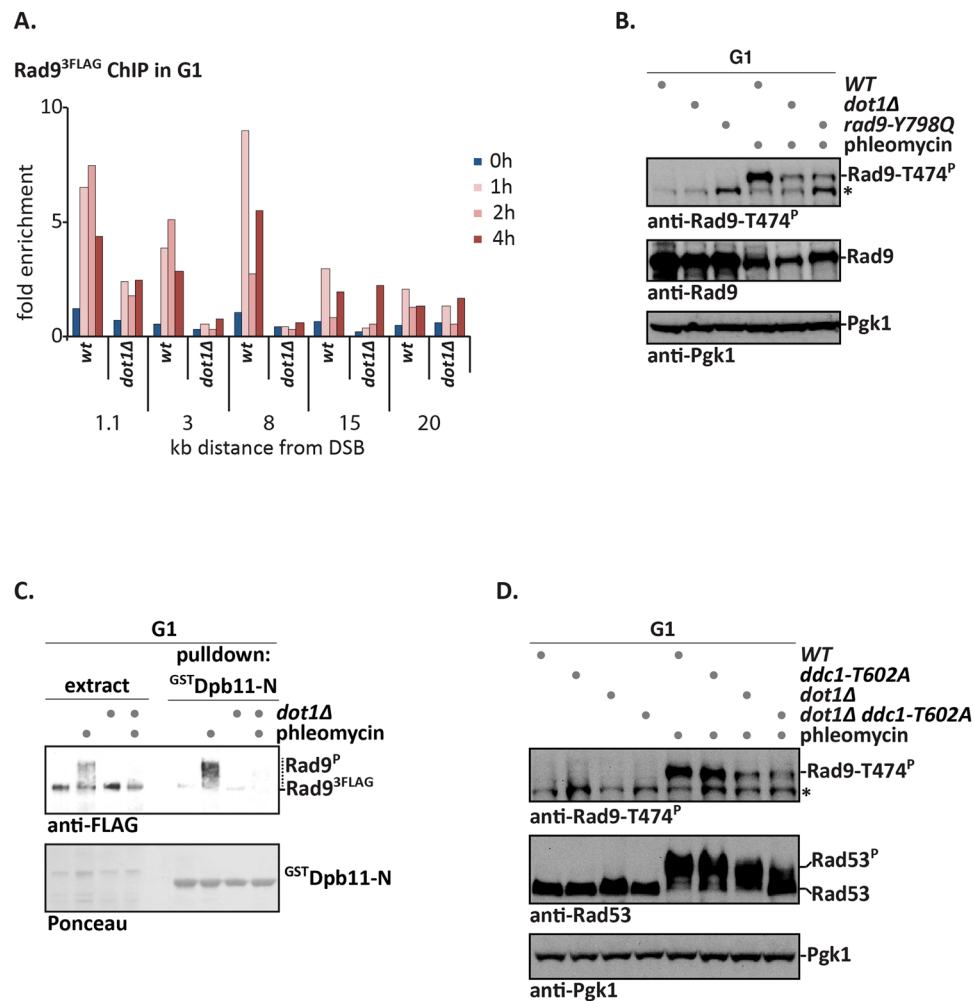 A.
Rad9^3FLAG ChIP in G1
10
5
0
fold enrichment
0h
1h
2h
4h
wt
dot1Δ
wt
dot1Δ
wt
dot1Δ
wt
dot1Δ
wt
dot1Δ
1.1 3 8 15 20
kb distance from DSB
B.
G1
WT
dot1Δ
rad9-Y798Q
phleomycin
Rad9-T474^P
*
anti-Rad9-T474^P
Rad9
anti-Rad9
Pgk1
anti-Pgk1
C.
G1
pulldown:
extract ^GSTDpb11-N
dot1Δ
phleomycin
Rad9^P
Rad9^3FLAG
anti-FLAG
^GSTDpb11-N
Ponceau
D.
G1
WT
ddc1-T602A
dot1Δ
dot1Δ ddc1-T602A
phleomycin
Rad9-T474^P
*
anti-Rad9-T474^P
Rad53^P
Rad53
anti-Rad53
Pgk1
anti-Pgk1